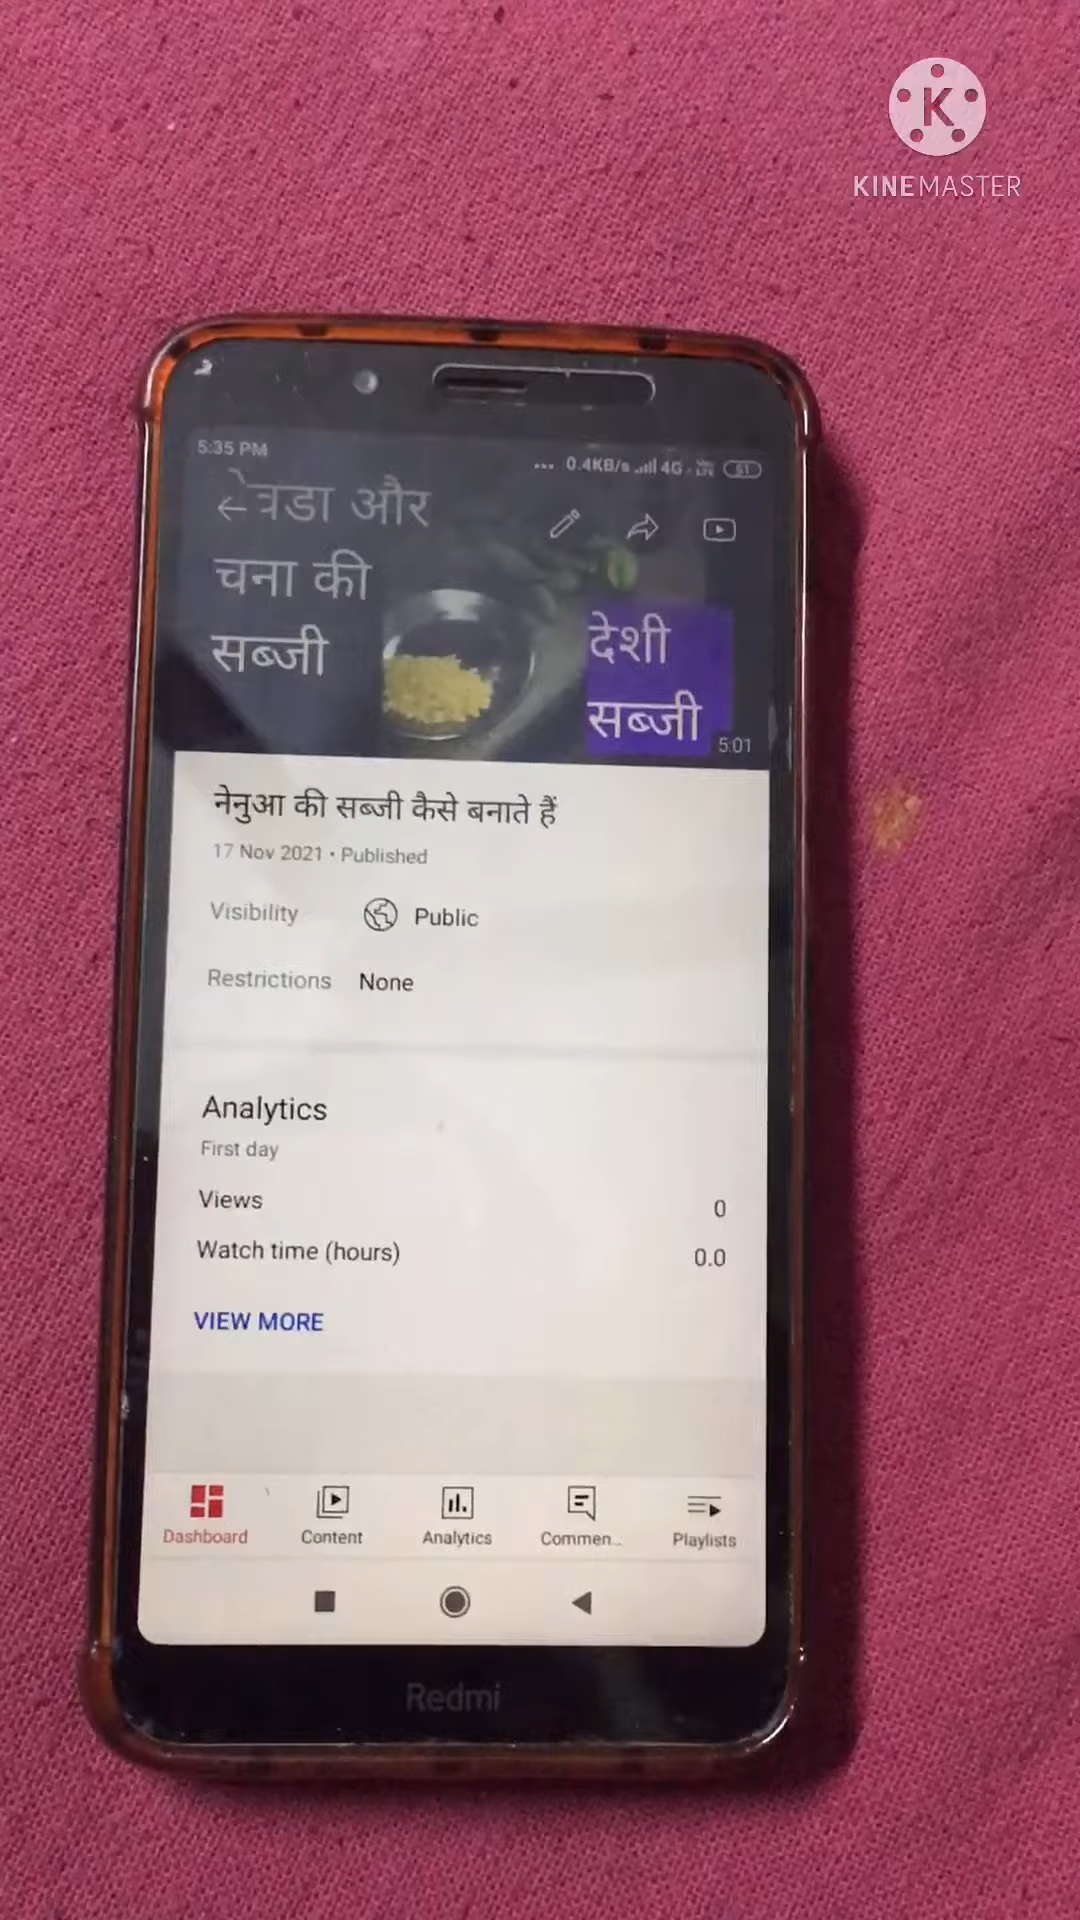 KINEMASTER
5:35 PM
0.4KB/s 4G 51
और
चना की
सब्जी
देशी
सब्जी
5:01
नेनुआ की सब्जी कैसे बनाते हैं
17 Nov 2021 • Published
Visibility Public
Restrictions None
Analytics
First day
Views 0
Watch time (hours) 0.0
VIEW MORE
Dashboard Content Analytics Commen... Playlists
Redmi